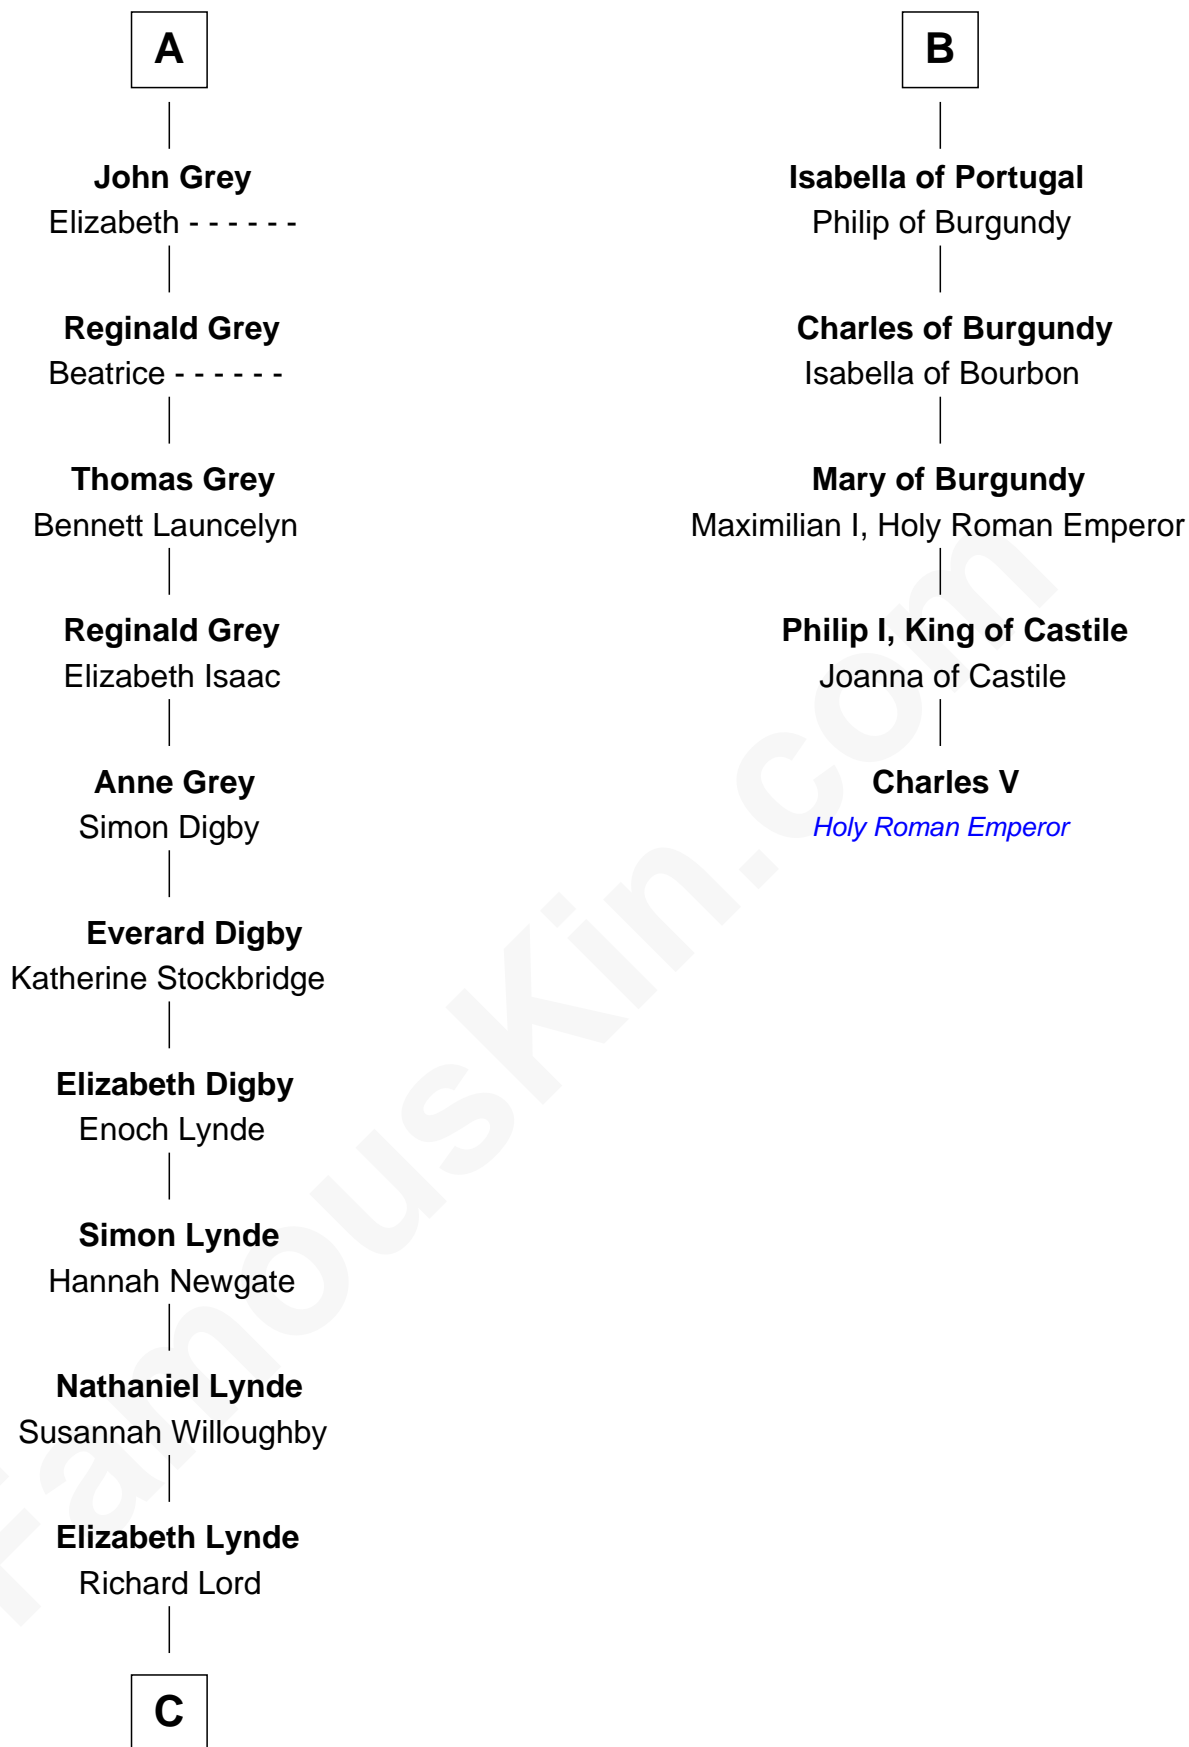 A
John Grey
Elizabeth - - - - - -
Reginald Grey
Beatrice - - - - - -
Thomas Grey
Bennett Launcelyn
Reginald Grey
Elizabeth Isaac
Anne Grey
Simon Digby
Everard Digby
Katherine Stockbridge
Elizabeth Digby
Enoch Lynde
Simon Lynde
Hannah Newgate
Nathaniel Lynde
Susannah Willoughby
Elizabeth Lynde
Richard Lord
C
B
Isabella of Portugal
Philip of Burgundy
Charles of Burgundy
Isabella of Bourbon
Mary of Burgundy
Maximilian I, Holy Roman Emperor
Philip I, King of Castile
Joanna of Castile
Charles V
Holy Roman Emperor
FamousKin.com